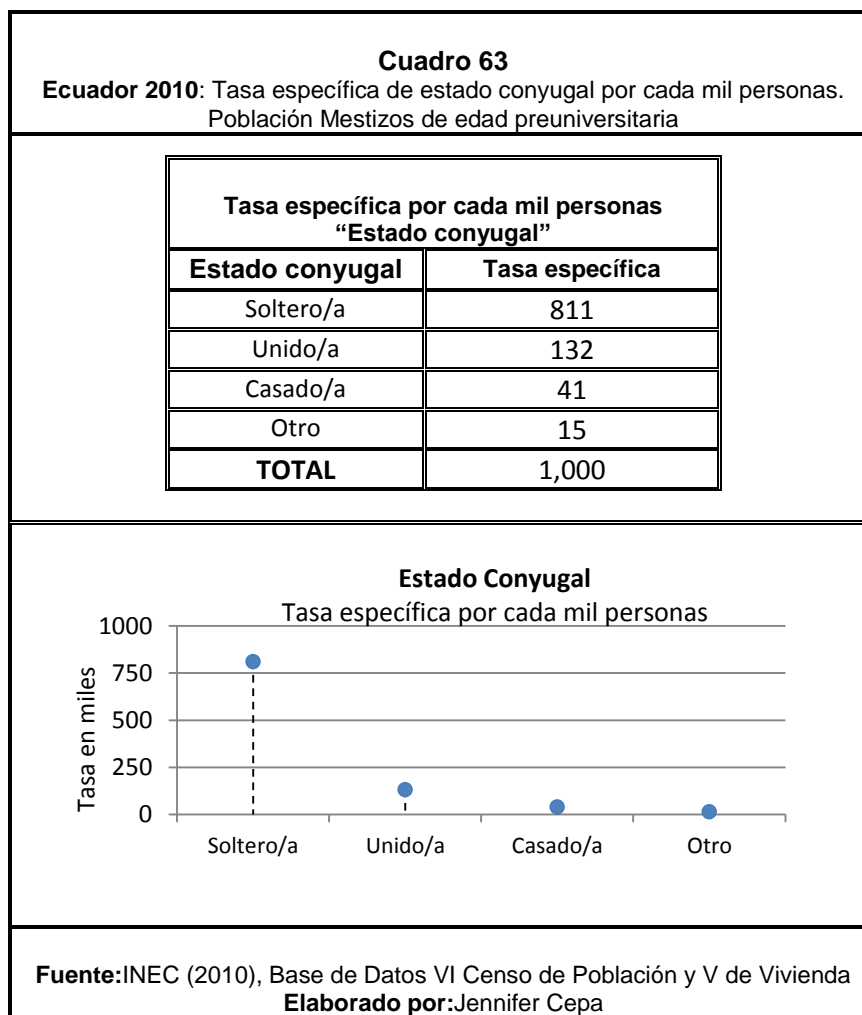 Cuadro 63
Ecuador 2010: Tasa específica de estado conyugal por cada mil personas.
Población Mestizos de edad preuniversitaria
Tasa específica por cada mil personas
“Estado conyugal”
Estado conyugal Tasa específica
Soltero/a 811
Unido/a 132
Casado/a 41
Otro 15
TOTAL 1,000
Estado Conyugal
Tasa específica por cada mil personas
Tasa en miles
1000
750
500
250
0
Soltero/a Unido/a Casado/a Otro
Fuente:INEC (2010), Base de Datos VI Censo de Población y V de Vivienda
Elaborado por:Jennifer Cepa